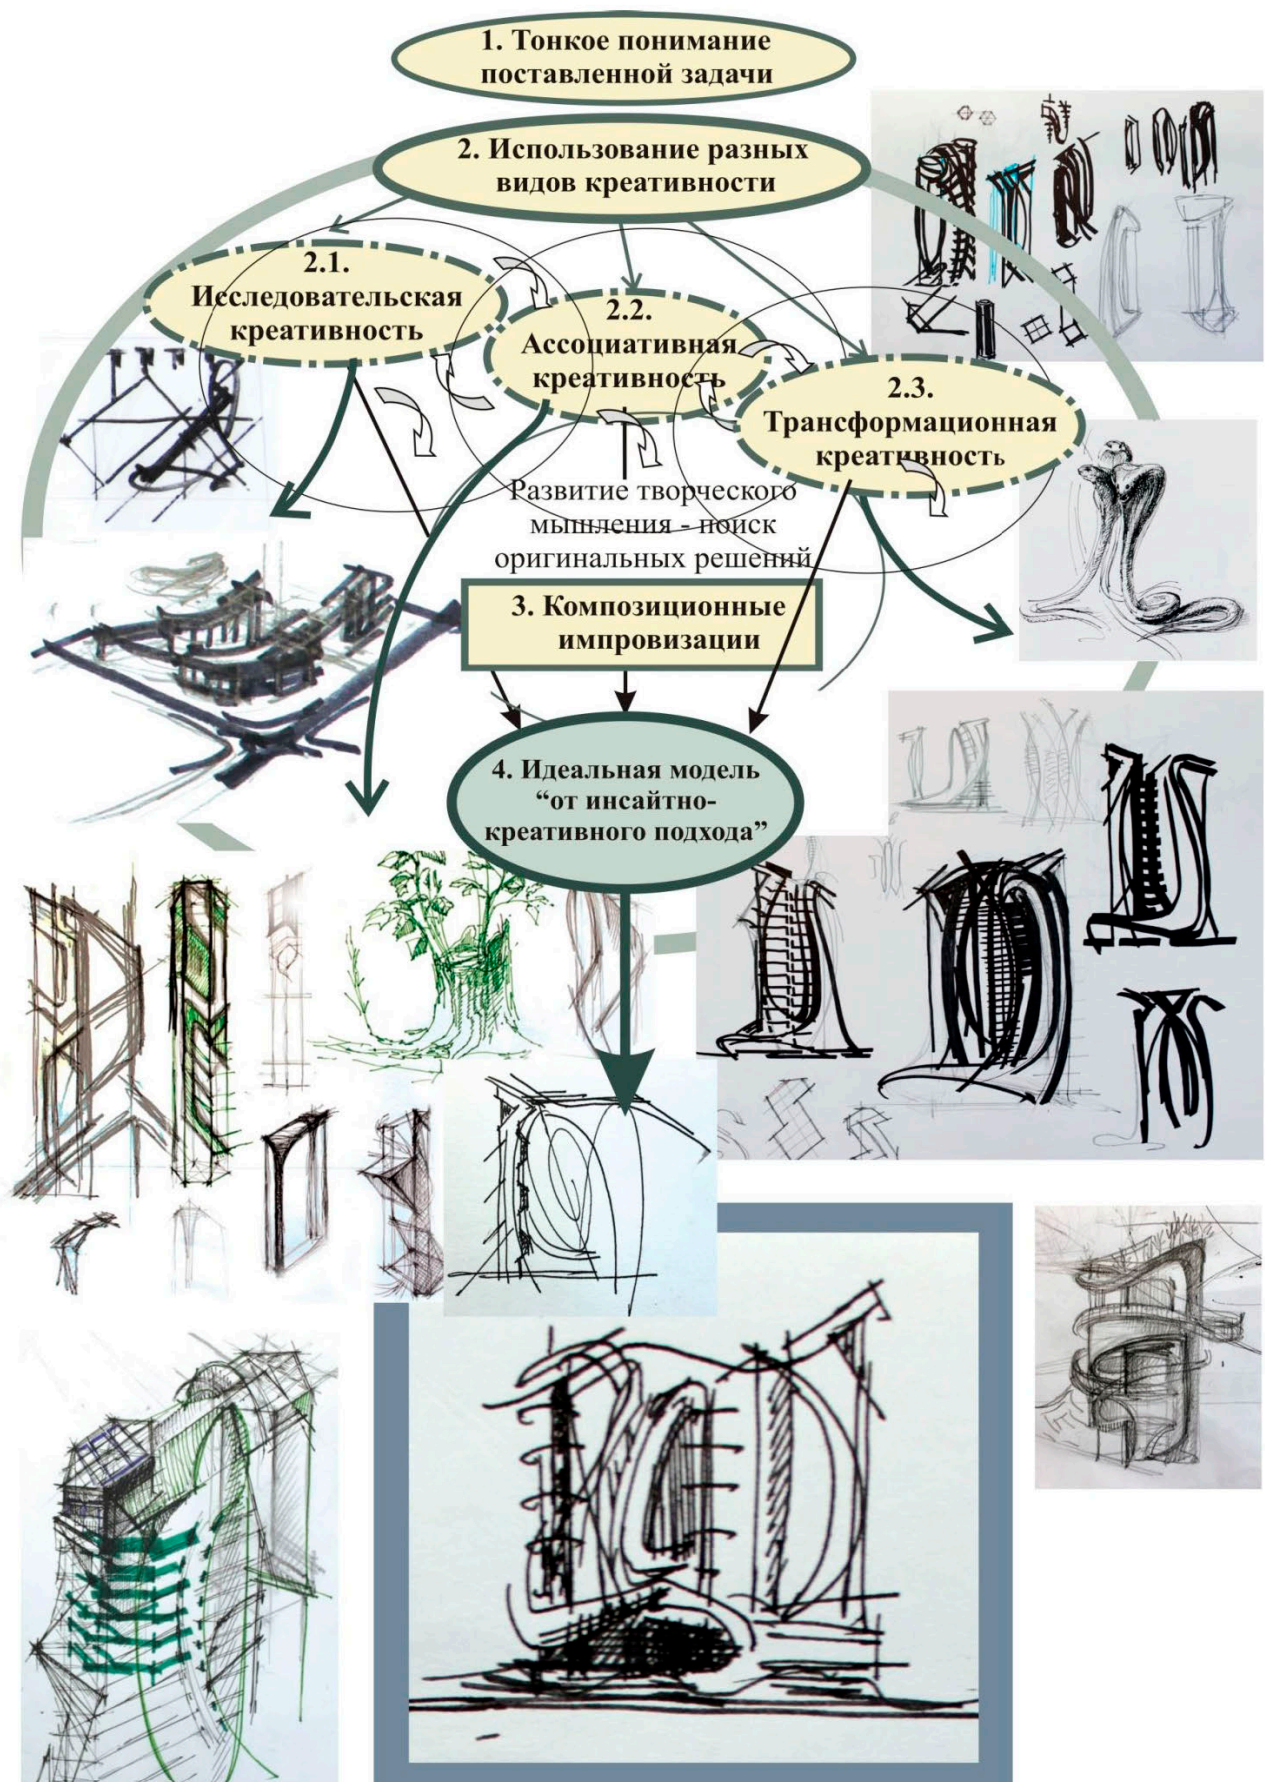 1. Тонкое понимание
поставленной задачи
2. Использование разных
видов креативности
2.1.
Исследовательская
креативность
2.2.
Ассоциативная
креативность
2.3.
Трансформационная
креативность
Развитие творческого
мышления - поиск
оригинальных решений
3. Композиционные
импровизации
4. Идеальная модель
“от инсайтно-
креативного подхода”